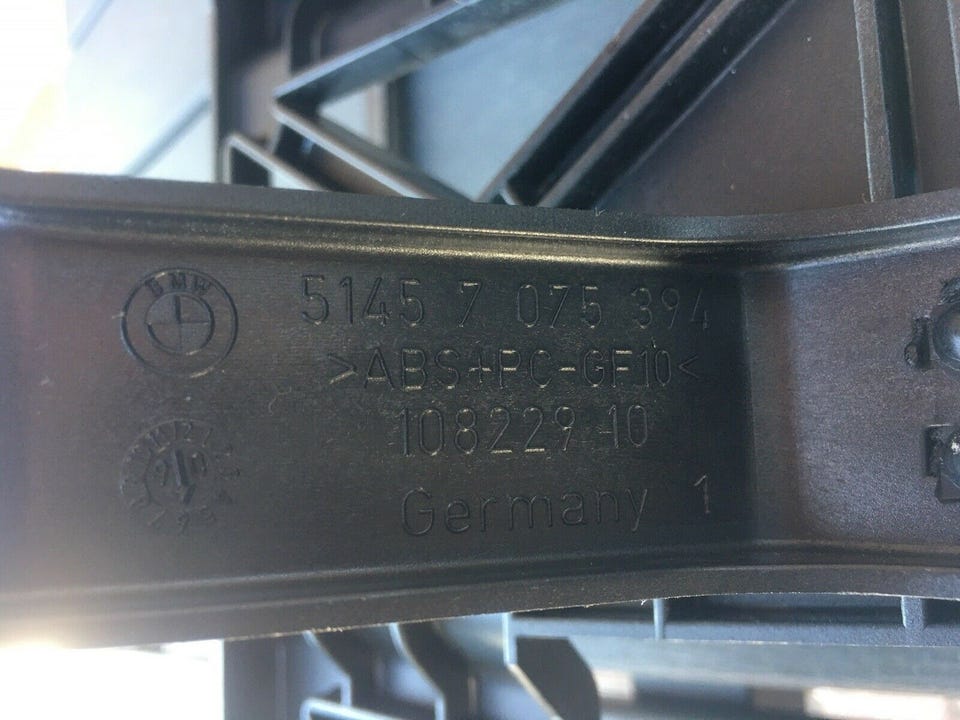 BMW
5145 7 075 394
>ABS+PC-GF10<
108229 10
Germany 1